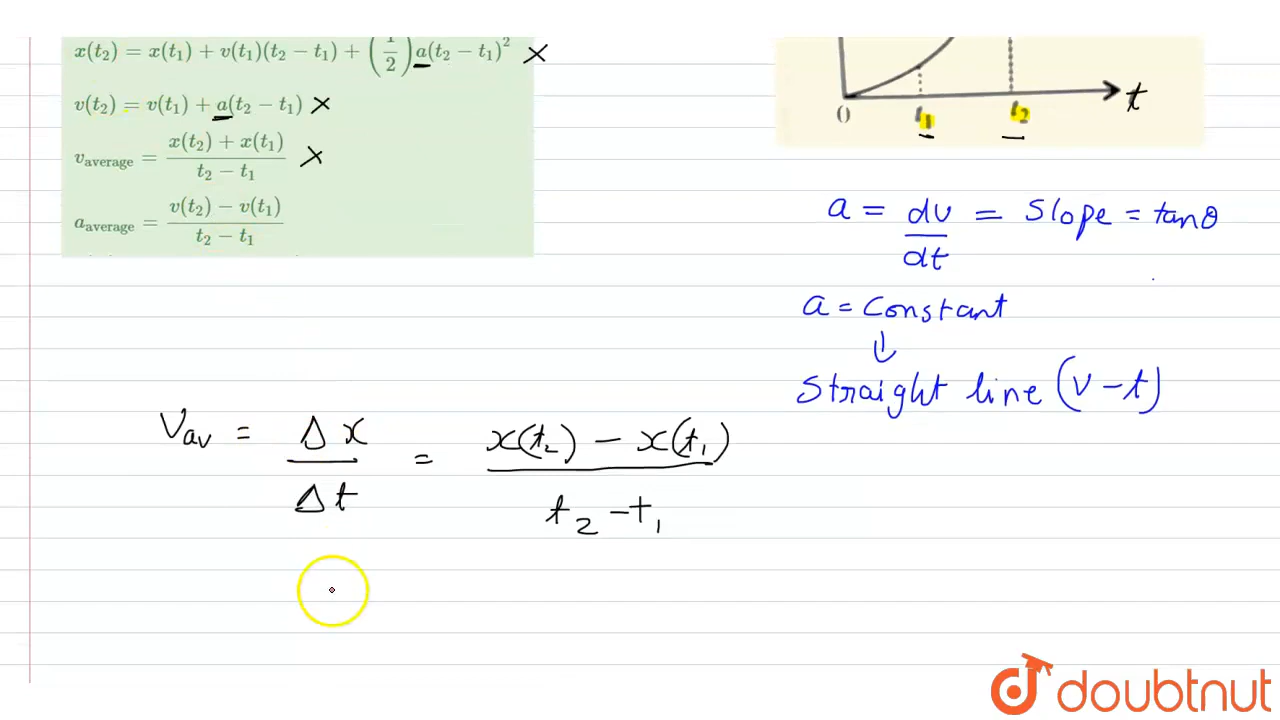 x(t₂) = x(t₁) + v(t₁)(t₂ − t₁) + (1/2)a(t₂ − t₁)² ×
v(t₂) = v(t₁) + a(t₂ − t₁) ×
v_average = (x(t₂) + x(t₁))/(t₂ − t₁) ×
a_average = (v(t₂) − v(t₁))/(t₂ − t₁)
0 t₁ t₂ t
a = dv/dt = Slope = tanθ
a = Constant
↓
Straight line (v − t)
Vav = Δx/Δt = (x(t₂) − x(t₁))/(t₂ − t₁)
doubtnut